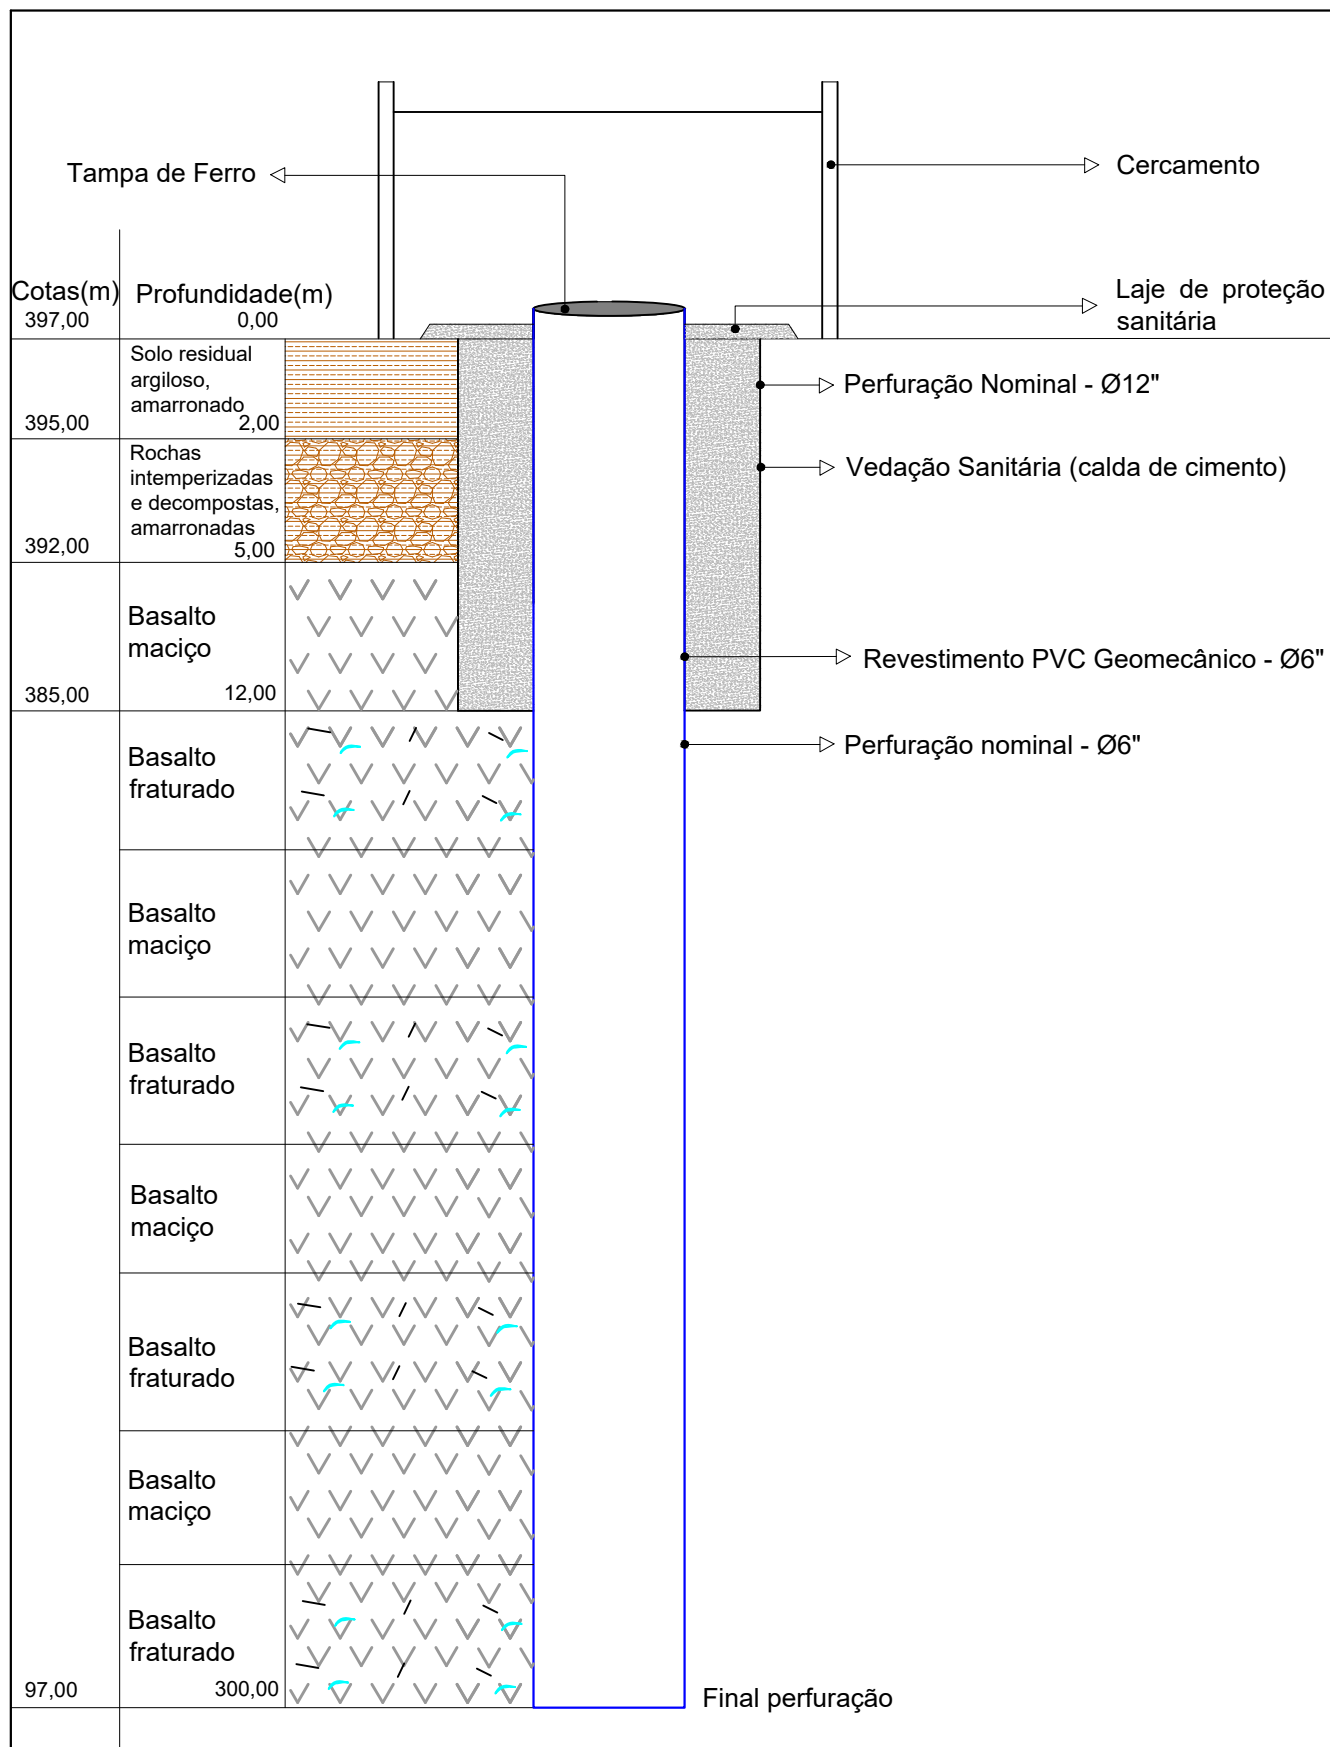 Tampa de Ferro
Cercamento
Cotas(m)
Profundidade(m)
Laje de proteção
sanitária
397,00
0,00
Solo residual
argiloso,
amarronado
395,00
2,00
Perfuração Nominal - Ø12"
Rochas
intemperizadas
e decompostas,
amarronadas
392,00
5,00
Vedação Sanitária (calda de cimento)
Basalto
maciço
385,00
12,00
Revestimento PVC Geomecânico - Ø6"
Perfuração nominal - Ø6"
Basalto
fraturado
Basalto
maciço
Basalto
fraturado
Basalto
maciço
Basalto
fraturado
Basalto
maciço
Basalto
fraturado
97,00
300,00
Final perfuração